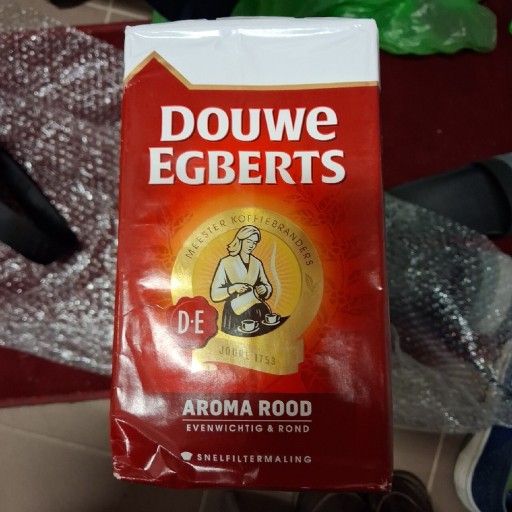 DOUWE
EGBERTS
MEESTER KOFFIEBRANDERS
D·E
JOURE 1753
AROMA ROOD
EVENWICHTIG & ROND
SNELFILTERMALING